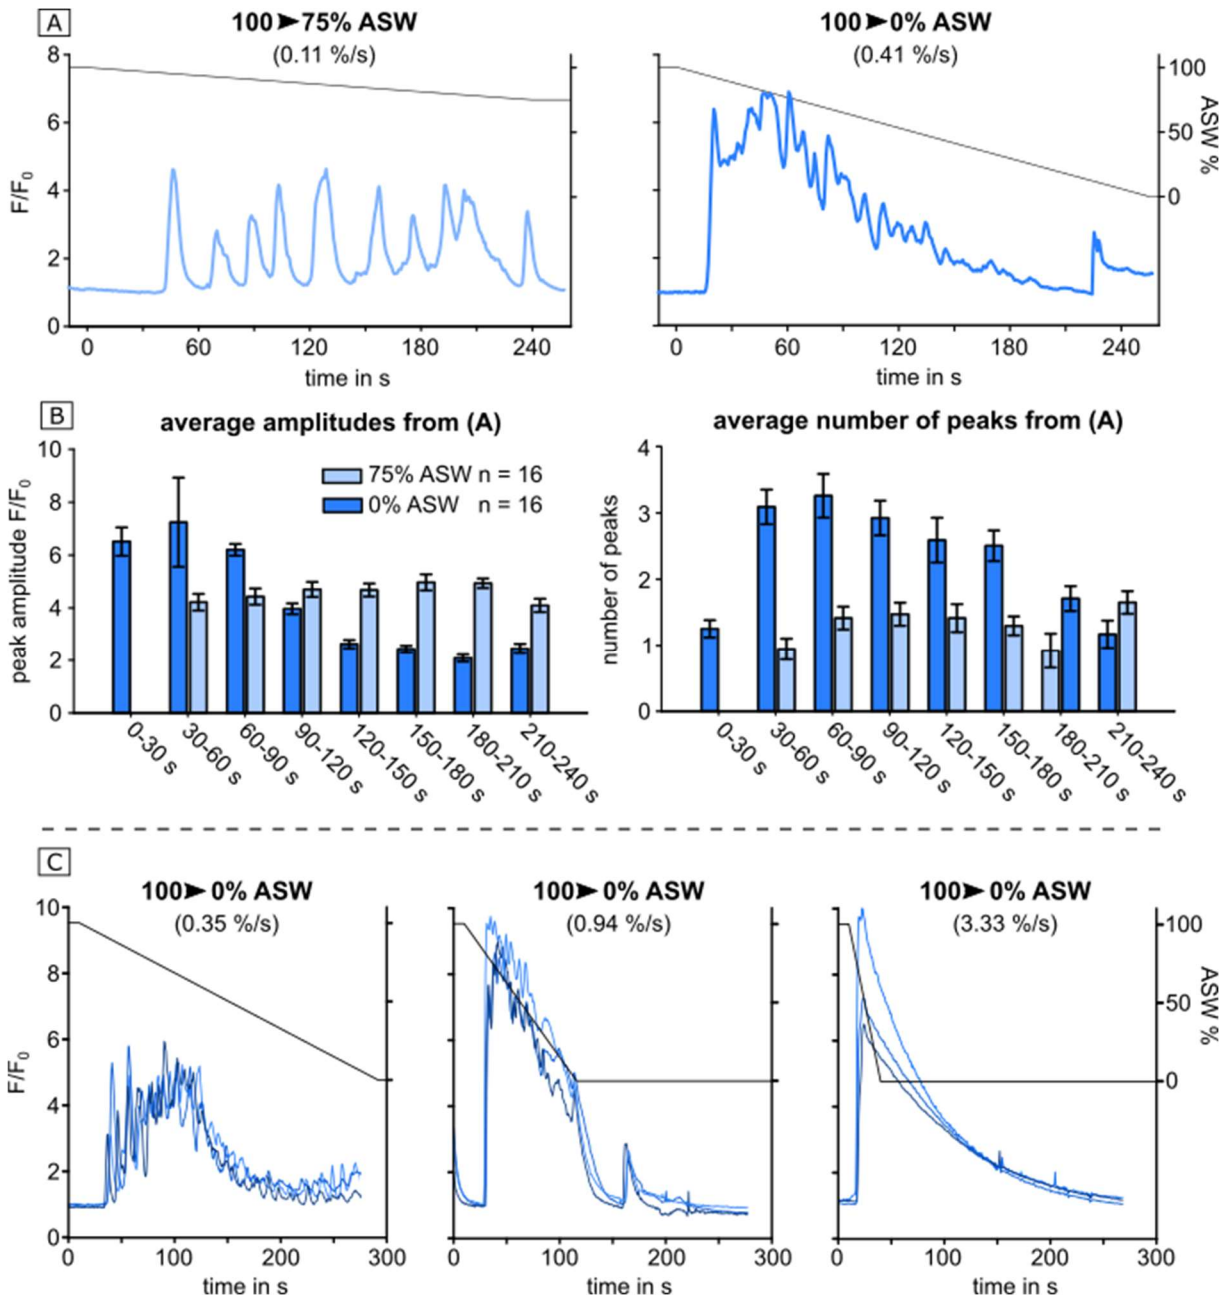 A
100➤75% ASW
(0.11 %/s)
100➤0% ASW
(0.41 %/s)
8
6
4
2
0
F/F0
0
60
120
180
240
time in s
0
60
120
180
240
time in s
100
50
0
ASW %
B
average amplitudes from (A)
average number of peaks from (A)
10
8
6
4
2
0
peak amplitude F/F0
75% ASW n = 16
0% ASW n = 16
0-30 s
30-60 s
60-90 s
90-120 s
120-150 s
150-180 s
180-210 s
210-240 s
4
3
2
1
0
number of peaks
0-30 s
30-60 s
60-90 s
90-120 s
120-150 s
150-180 s
180-210 s
210-240 s
C
100➤0% ASW
(0.35 %/s)
100➤0% ASW
(0.94 %/s)
100➤0% ASW
(3.33 %/s)
10
8
6
4
2
0
F/F0
0
100
200
300
time in s
0
100
200
300
time in s
0
100
200
300
time in s
100
50
0
ASW %